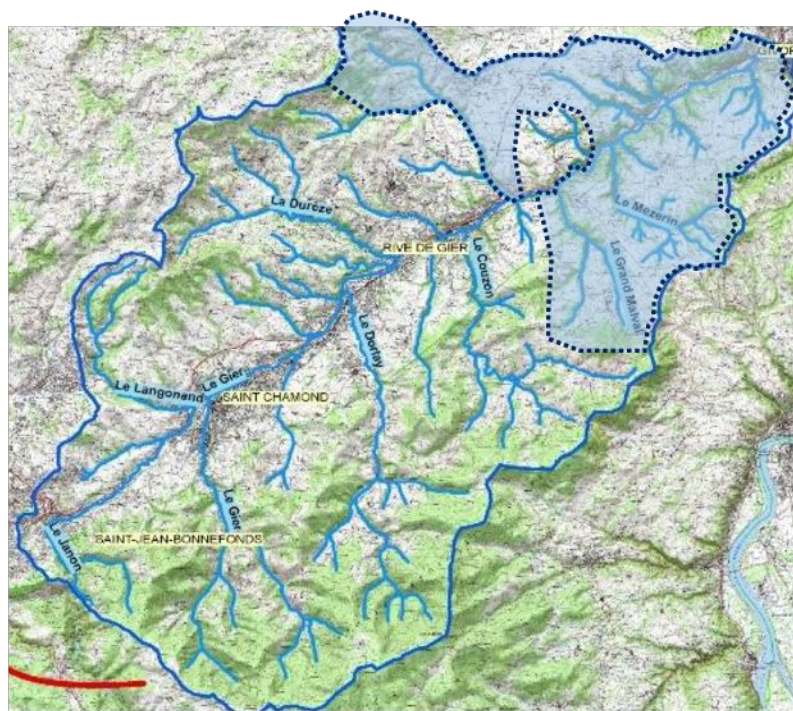 La Durèze
Le Mézerin
RIVE DE GIER
Le Couzon
Le Grand Malval
Le Dorlay
Le Gier
Le Langonand
SAINT CHAMOND
Le Gier
Le Janon
SAINT-JEAN-BONNEFONDS